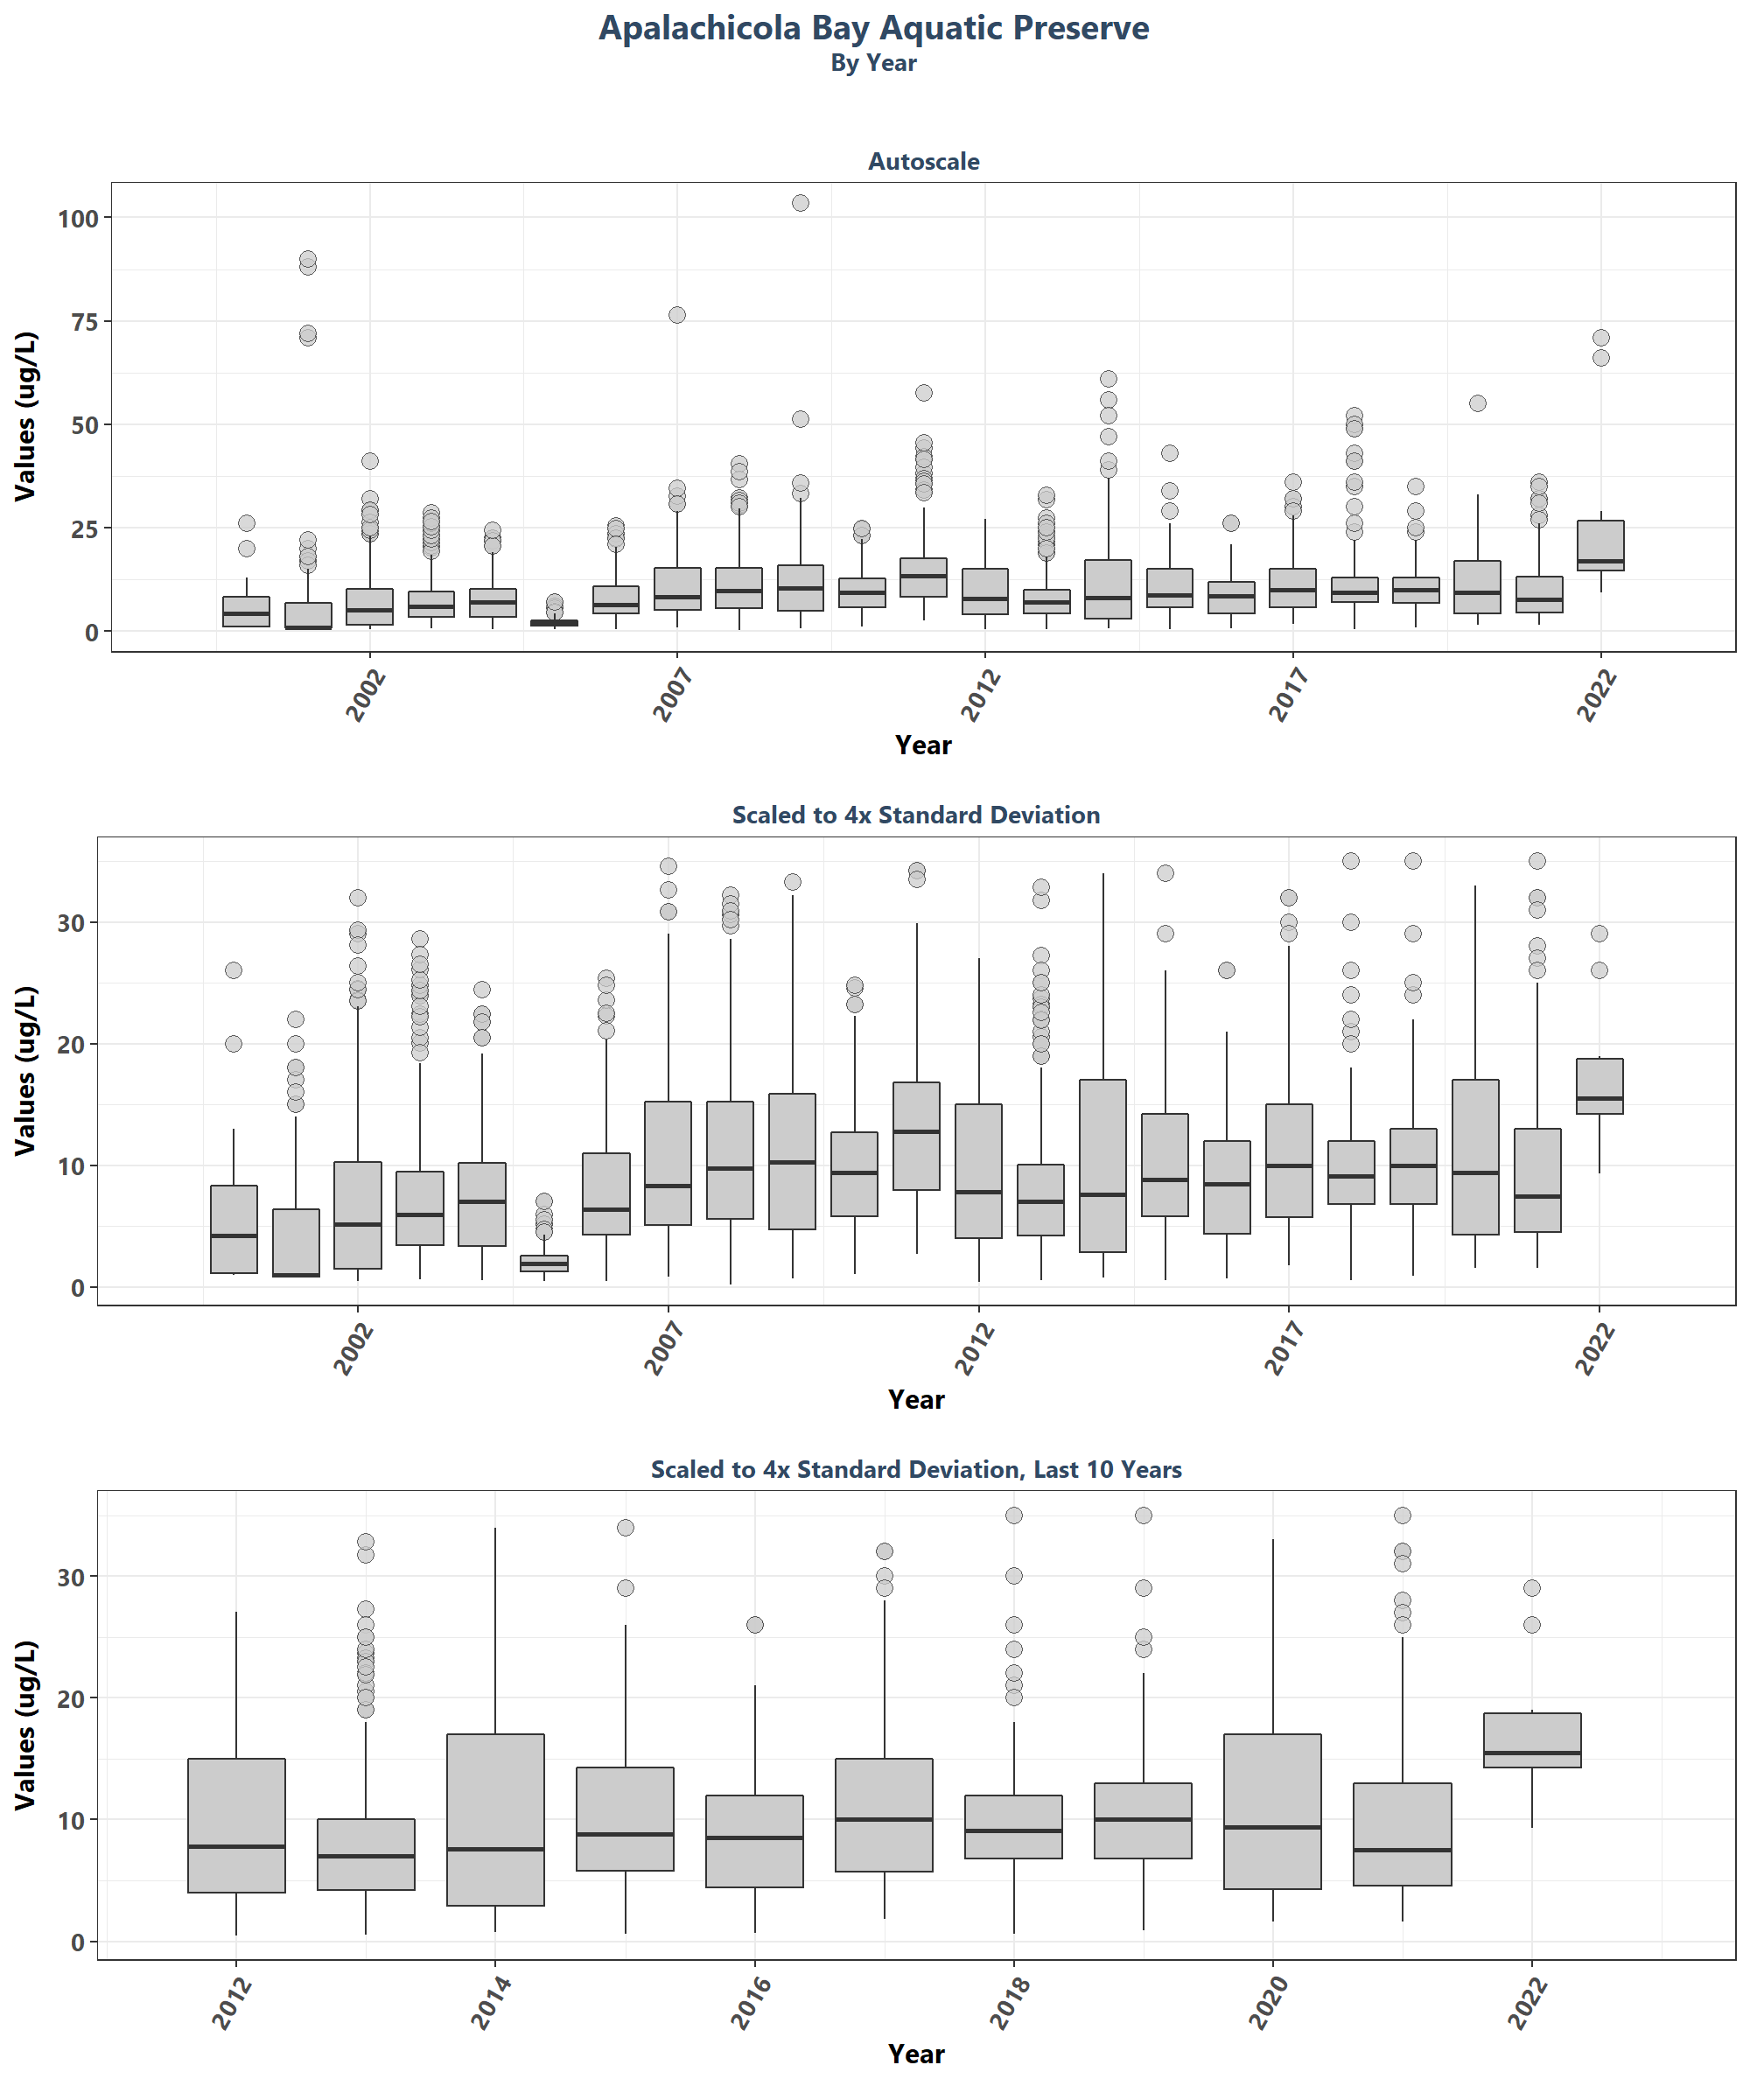 Apalachicola Bay Aquatic Preserve
By Year
Autoscale
Values (ug/L)
100
75
50
25
0
2002
2007
2012
2017
2022
Year
Scaled to 4x Standard Deviation
Values (ug/L)
30
20
10
0
2002
2007
2012
2017
2022
Year
Scaled to 4x Standard Deviation, Last 10 Years
Values (ug/L)
30
20
10
0
2012
2014
2016
2018
2020
2022
Year